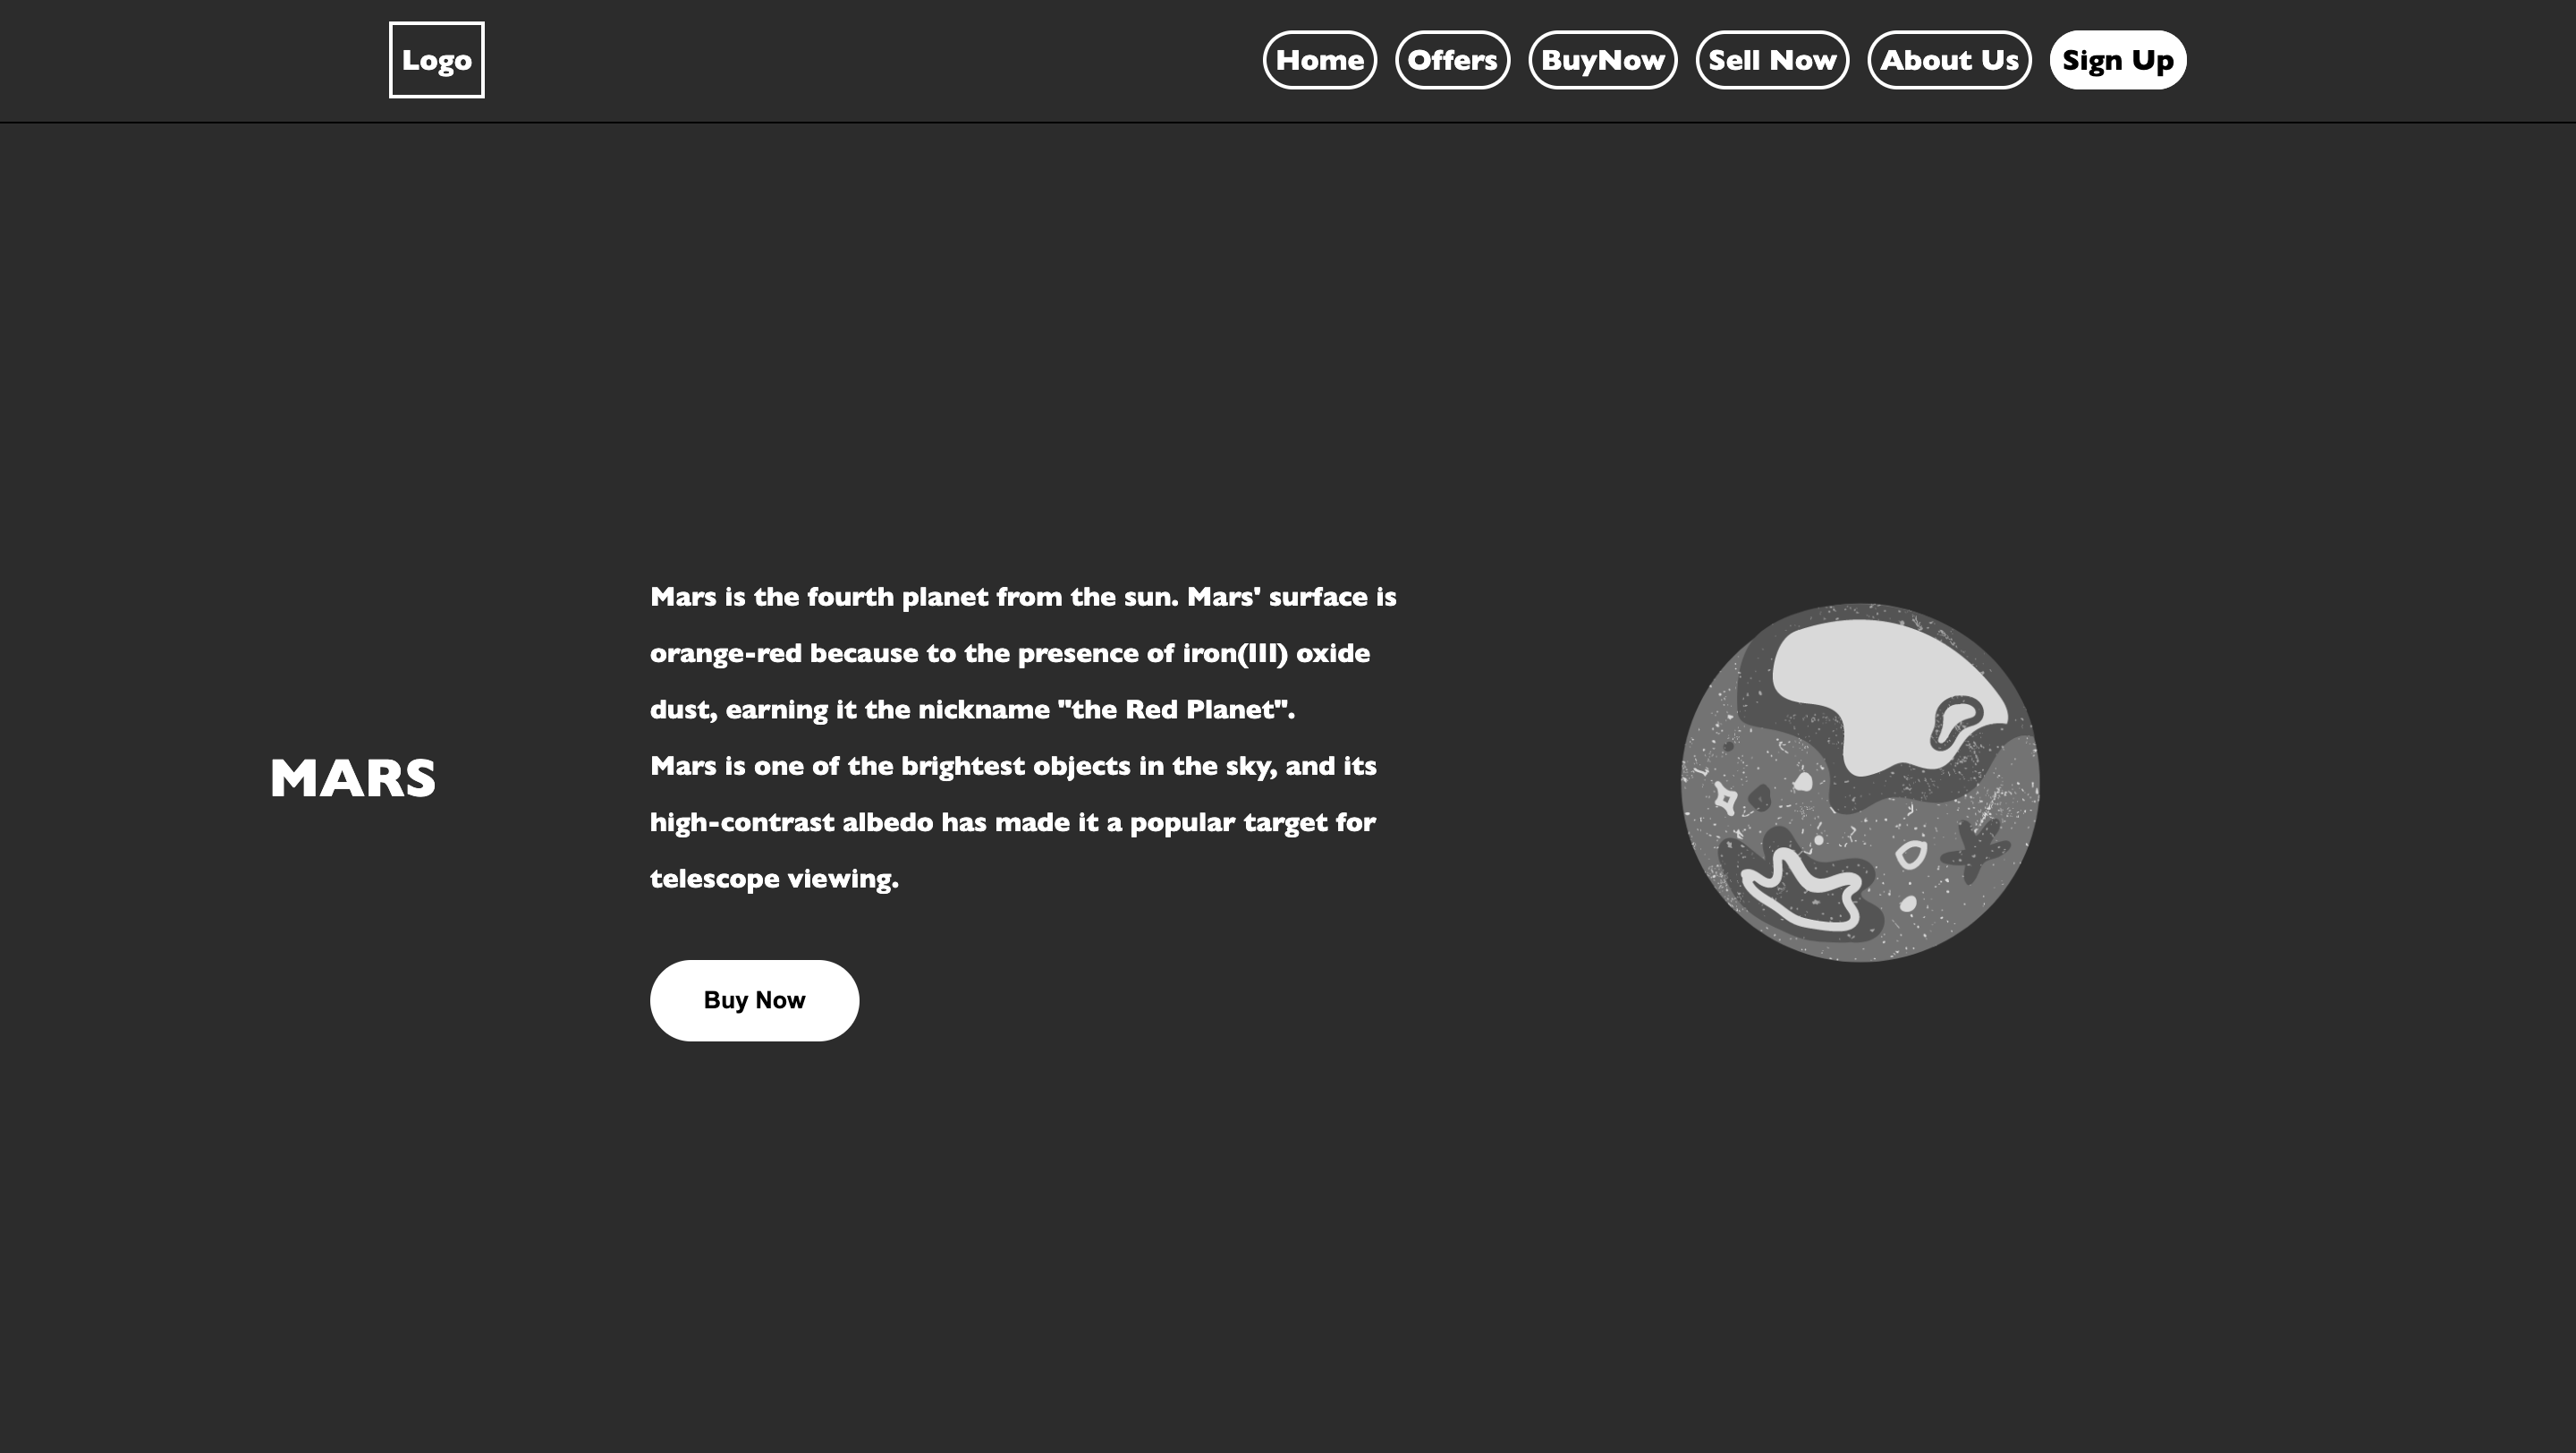 Logo
Home
Offers
BuyNow
Sell Now
About Us
Sign Up
MARS
Mars is the fourth planet from the sun. Mars' surface is
orange-red because to the presence of iron(III) oxide
dust, earning it the nickname "the Red Planet".
Mars is one of the brightest objects in the sky, and its
high-contrast albedo has made it a popular target for
telescope viewing.
Buy Now